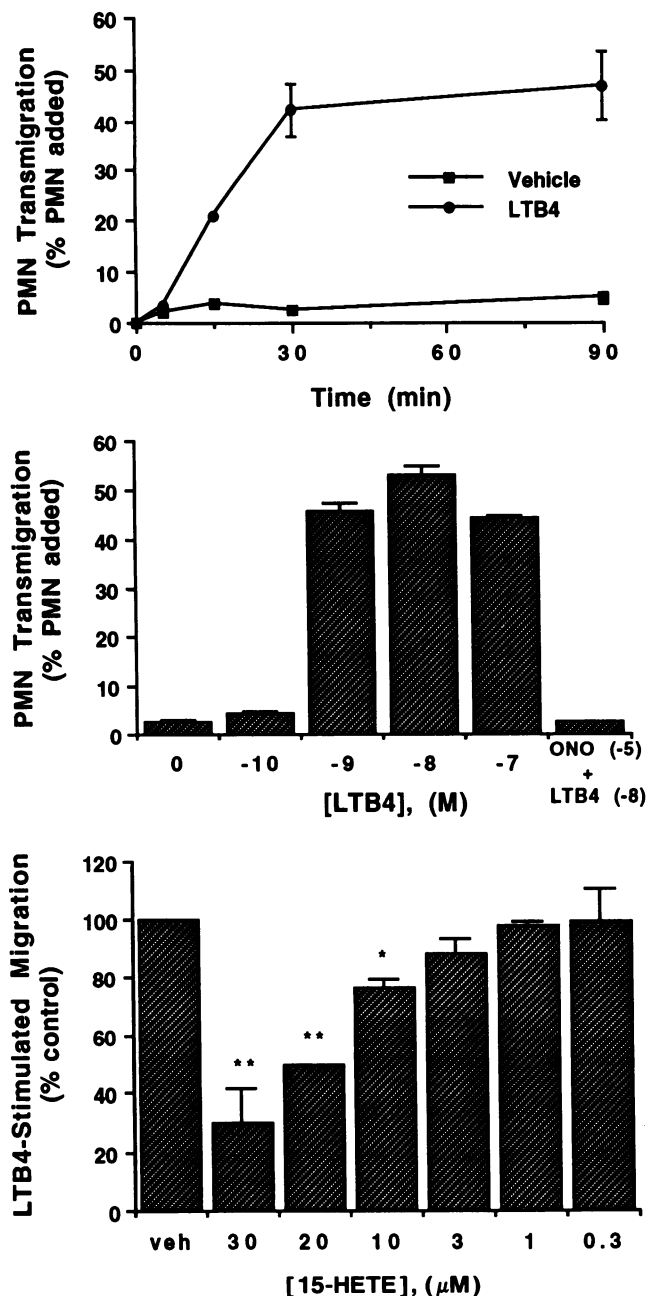 PMN Transmigration
(% PMN added)
60
50
40
30
20
10
0
Vehicle
LTB4
0 30 60 90
Time (min)
PMN Transmigration
(% PMN added)
60
50
40
30
20
10
0
0 -10 -9 -8 -7 ONO (-5)
+
LTB4 (-8)
[LTB4], (M)
LTB4-Stimulated Migration
(% control)
120
100
80
60
40
20
0
**
**
*
veh 30 20 10 3 1 0.3
[15-HETE], (μM)